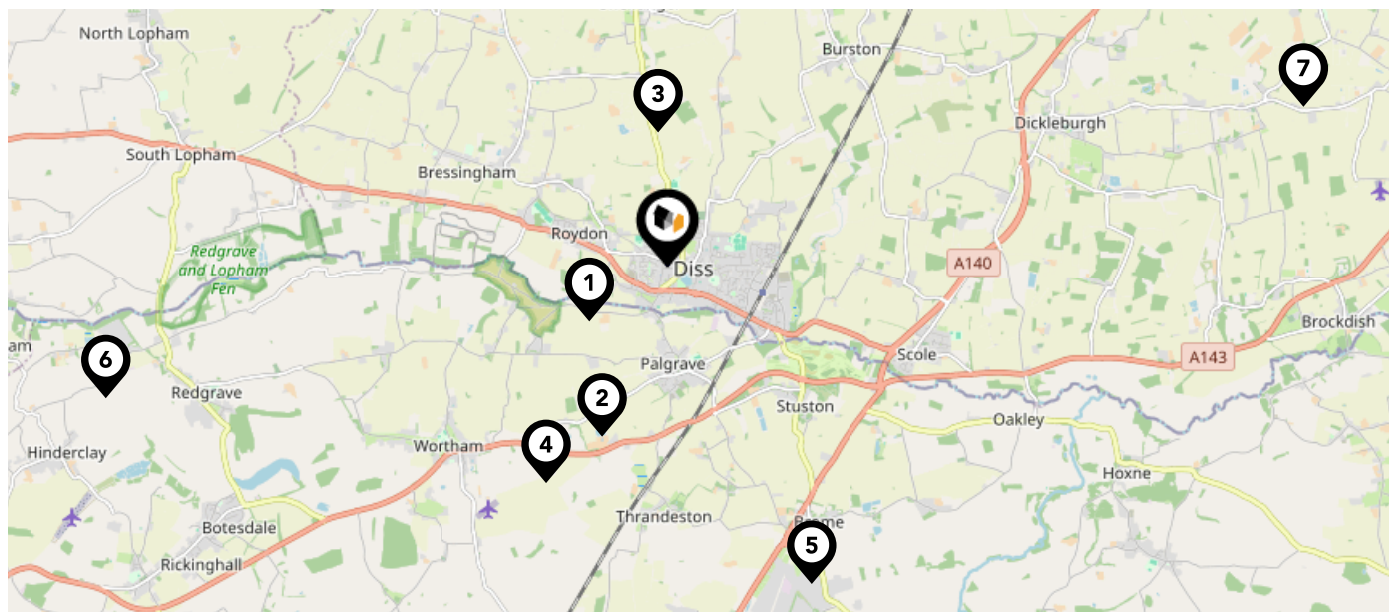 North Lopham
Burston
7
3
Dickleburgh
South Lopham
Bressingham
Roydon
Redgrave
and Lopham
Fen
Diss
A140
1
Brockdish
am
6
Scole
A143
Palgrave
Redgrave
2
Stuston
Oakley
4
Wortham
Hinderclay
Hoxne
Botesdale
Thrandeston
5
Rickinghall